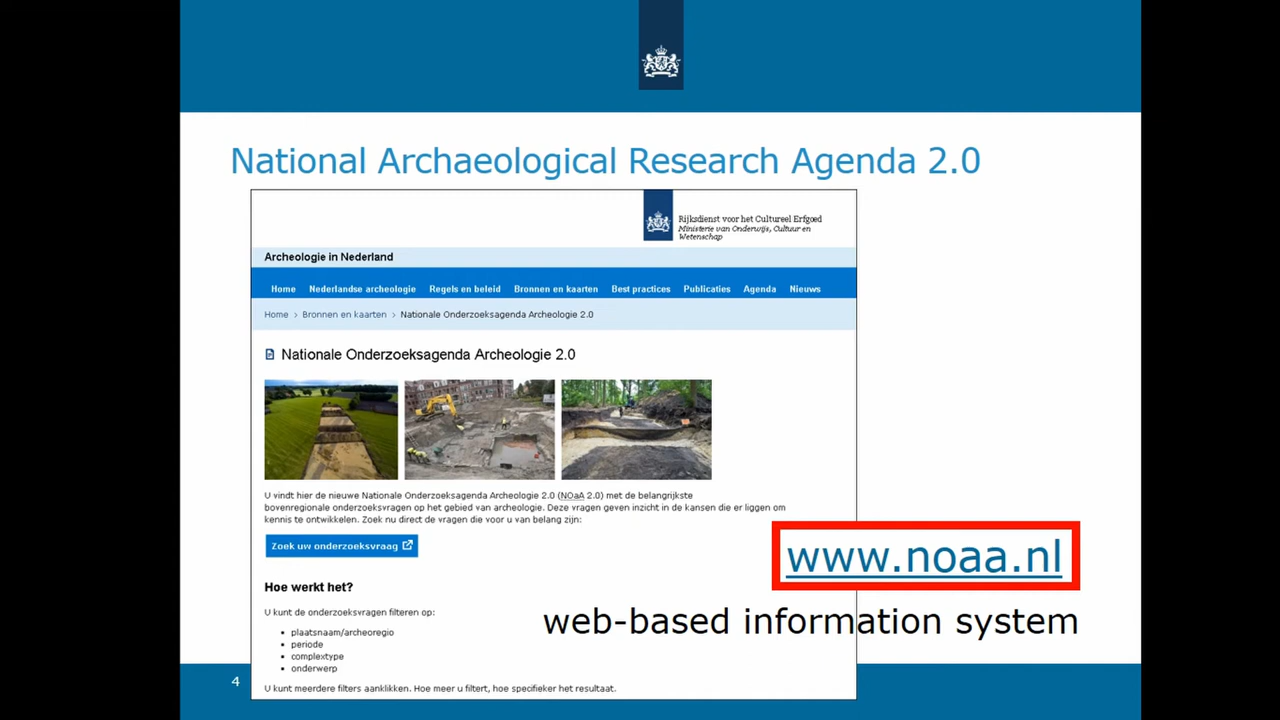 National Archaeological Research Agenda 2.0
Rijksdienst voor het Cultureel Erfgoed
Ministerie van Onderwijs, Cultuur en
Wetenschap
Archeologie in Nederland
Home Nederlandse archeologie Regels en beleid Bronnen en kaarten Best practices Publicaties Agenda Nieuws
Home > Bronnen en kaarten > Nationale Onderzoeksagenda Archeologie 2.0
Nationale Onderzoeksagenda Archeologie 2.0
U vindt hier de nieuwe Nationale Onderzoeksagenda Archeologie 2.0 (NOaA 2.0) met de belangrijkste
bovenregionale onderzoeksvragen op het gebied van archeologie. Deze vragen geven inzicht in de kansen die er liggen om
kennis te ontwikkelen. Zoek nu direct de vragen die voor u van belang zijn:
Zoek uw onderzoeksvraag
www.noaa.nl
Hoe werkt het?
U kunt de onderzoeksvragen filteren op:
web-based information system
• plaatsnaam/archeoregio
• periode
• complextype
• onderwerp
U kunt meerdere filters aanklikken. Hoe meer u filtert, hoe specifieker het resultaat.
4